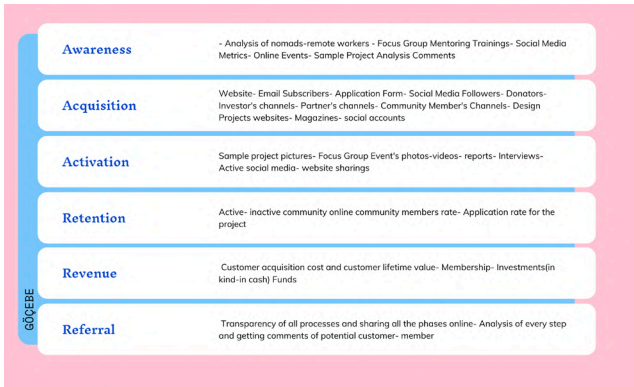 Awareness
- Analysis of nomads-remote workers - Focus Group Mentoring Trainings- Social Media
Metrics- Online Events- Sample Project Analysis Comments
Acquisition
Website- Email Subscribers- Application Form- Social Media Followers- Donators-
Investor's channels- Partner's channels- Community Member's Channels- Design
Projects websites- Magazines- social accounts
Activation
Sample project pictures- Focus Group Event's photos-videos- reports- Interviews-
Active social media- website sharings
Retention
Active- inactive community online community members rate- Application rate for the
project
Revenue
Customer acquisition cost and customer lifetime value- Membership- Investments(in
kind-in cash) Funds
Referral
Transparency of all processes and sharing all the phases online- Analysis of every step
and getting comments of potential customer- member
GÖÇEBE